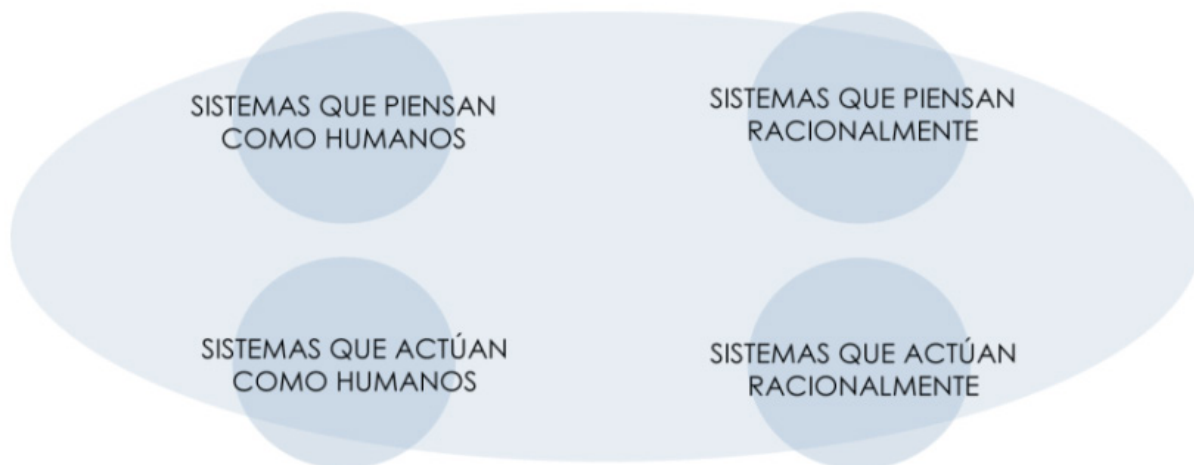 SISTEMAS QUE PIENSAN
COMO HUMANOS
SISTEMAS QUE PIENSAN
RACIONALMENTE
SISTEMAS QUE ACTÚAN
COMO HUMANOS
SISTEMAS QUE ACTÚAN
RACIONALMENTE